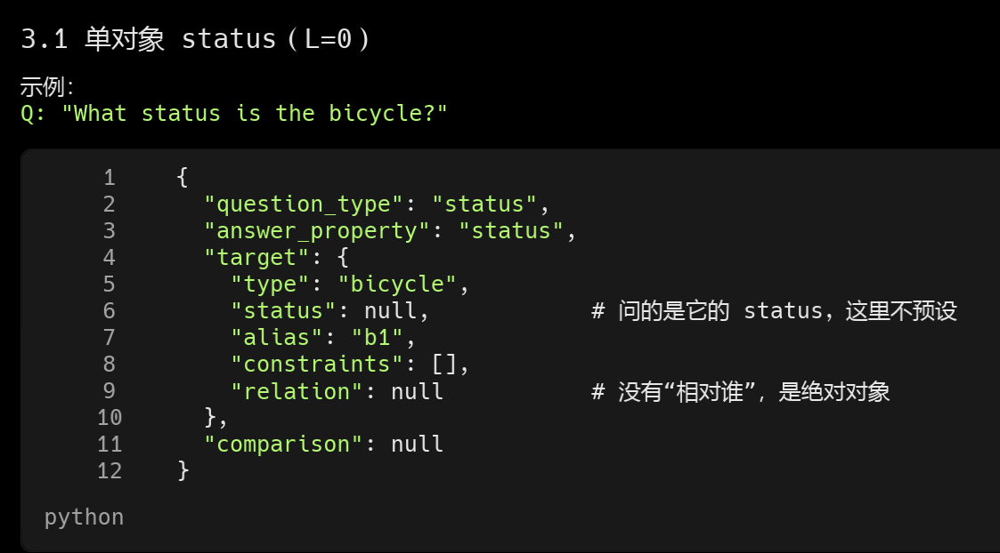 3.1 单对象 status（L=0）
示例：
Q: "What status is the bicycle?"
1 {
2 "question_type": "status",
3 "answer_property": "status",
4 "target": {
5 "type": "bicycle",
6 "status": null, # 问的是它的 status，这里不预设
7 "alias": "b1",
8 "constraints": [],
9 "relation": null # 没有“相对谁”，是绝对对象
10 },
11 "comparison": null
12 }
python